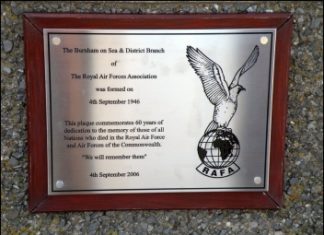 The Burnham on Sea & District Branch
of
The Royal Air Forces Association
was formed on
4th September 1946
This plaque commemorates 60 years of
dedication to the memory of those of all
Nations who died in the Royal Air Force
and Air Forces of the Commonwealth.
"We will remember them"
4th September 2006
RAFA